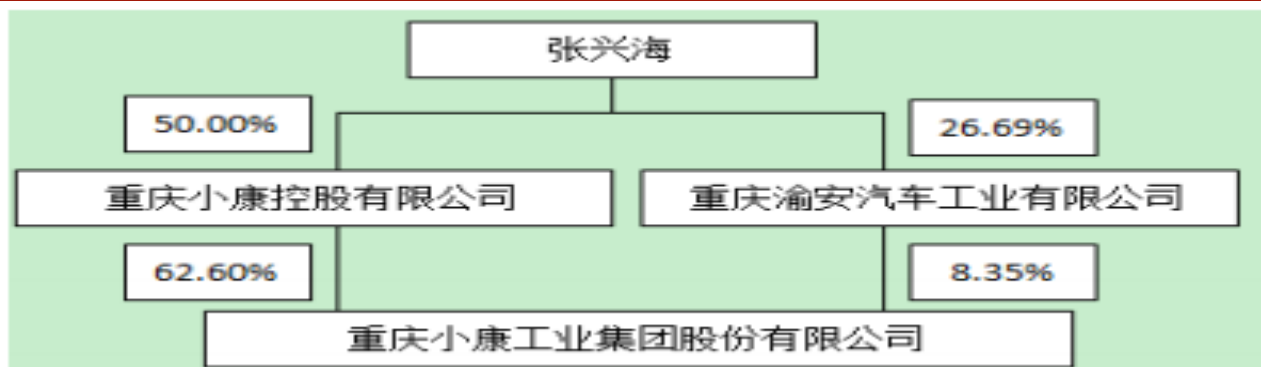 张兴海
50.00%
26.69%
重庆小康控股有限公司
重庆渝安汽车工业有限公司
62.60%
8.35%
重庆小康工业集团股份有限公司